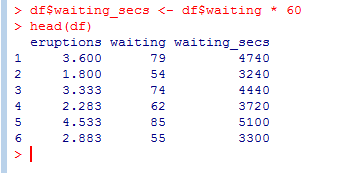 > df$waiting_secs <- df$waiting * 60
> head(df)
  eruptions waiting waiting_secs
1     3.600      79         4740
2     1.800      54         3240
3     3.333      74         4440
4     2.283      62         3720
5     4.533      85         5100
6     2.883      55         3300
>